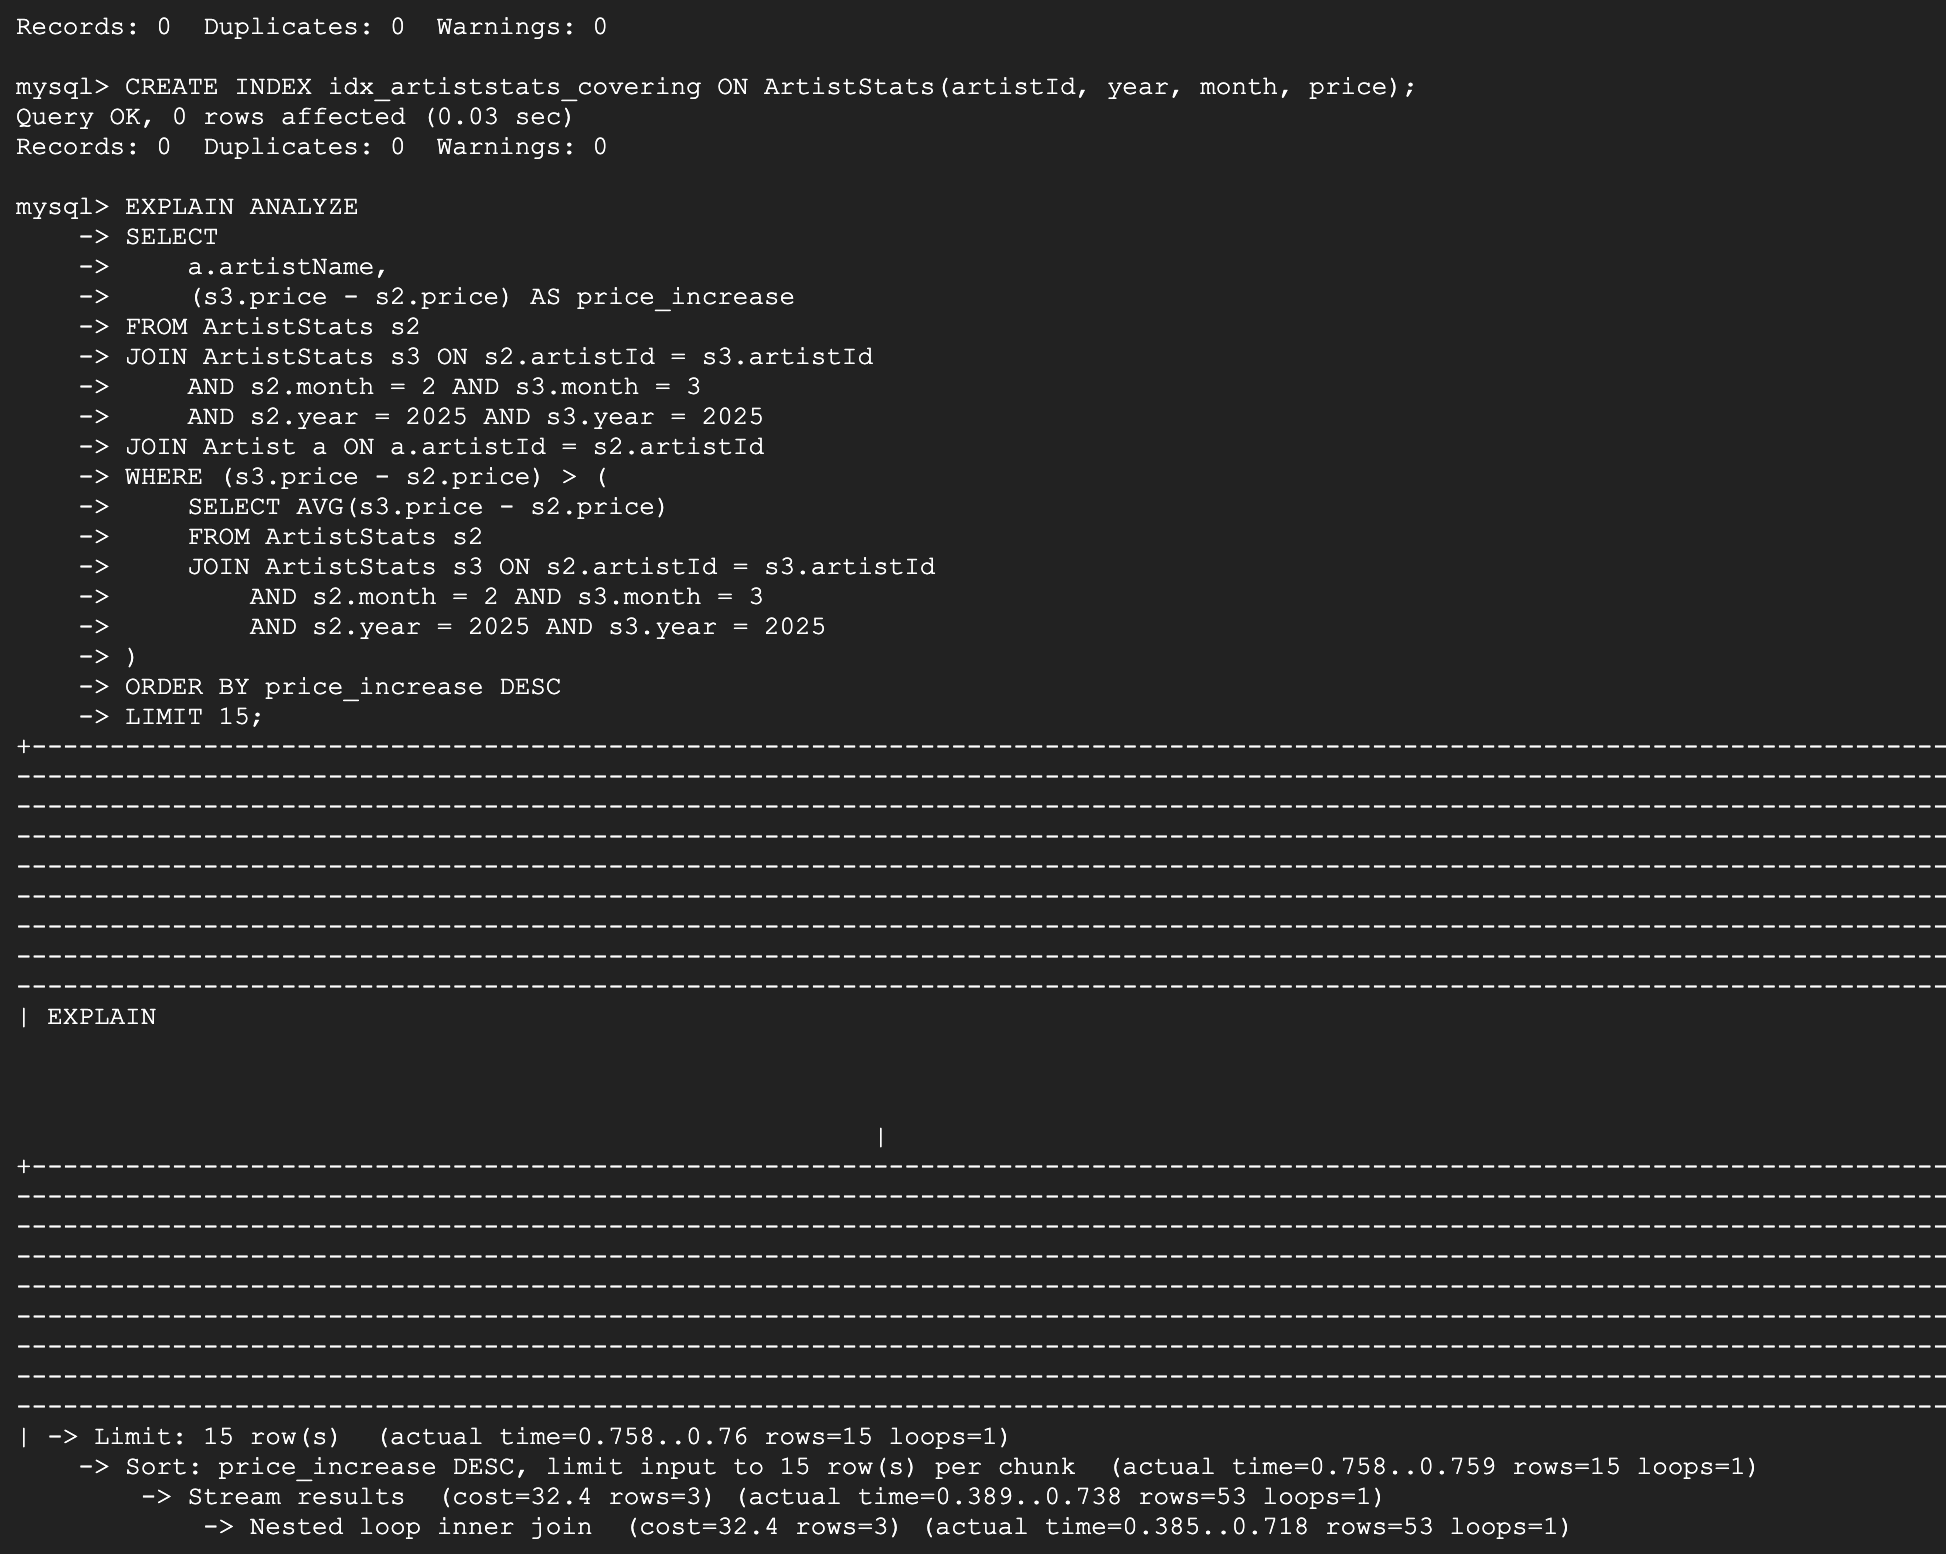 Records: 0  Duplicates: 0  Warnings: 0
mysql> CREATE INDEX idx_artiststats_covering ON ArtistStats(artistId, year, month, price);
Query OK, 0 rows affected (0.03 sec)
Records: 0  Duplicates: 0  Warnings: 0
mysql> EXPLAIN ANALYZE
    -> SELECT
    ->     a.artistName,
    ->     (s3.price - s2.price) AS price_increase
    -> FROM ArtistStats s2
    -> JOIN ArtistStats s3 ON s2.artistId = s3.artistId
    ->     AND s2.month = 2 AND s3.month = 3
    ->     AND s2.year = 2025 AND s3.year = 2025
    -> JOIN Artist a ON a.artistId = s2.artistId
    -> WHERE (s3.price - s2.price) > (
    ->     SELECT AVG(s3.price - s2.price)
    ->     FROM ArtistStats s2
    ->     JOIN ArtistStats s3 ON s2.artistId = s3.artistId
    ->         AND s2.month = 2 AND s3.month = 3
    ->         AND s2.year = 2025 AND s3.year = 2025
    -> )
    -> ORDER BY price_increase DESC
    -> LIMIT 15;
| EXPLAIN
|
| -> Limit: 15 row(s)  (actual time=0.758..0.76 rows=15 loops=1)
    -> Sort: price_increase DESC, limit input to 15 row(s) per chunk  (actual time=0.758..0.759 rows=15 loops=1)
        -> Stream results  (cost=32.4 rows=3) (actual time=0.389..0.738 rows=53 loops=1)
            -> Nested loop inner join  (cost=32.4 rows=3) (actual time=0.385..0.718 rows=53 loops=1)